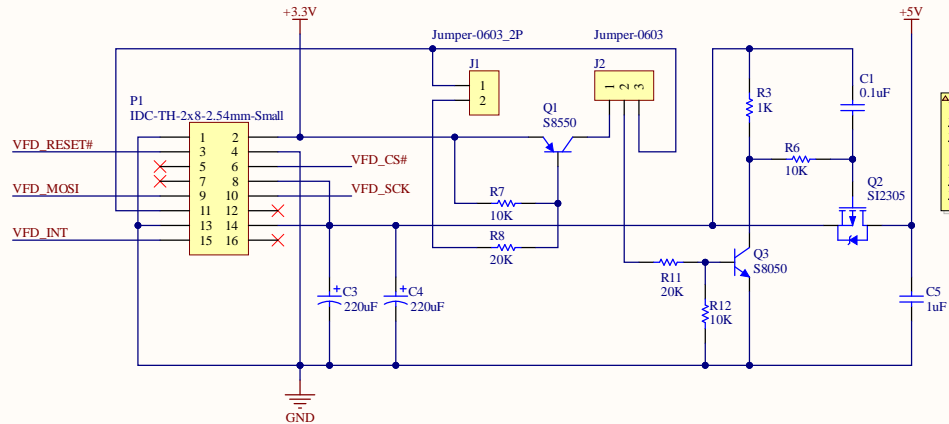 +3.3V
+5V
Jumper-0603_2P
Jumper-0603
J1
1
2
J2
1 2 3
P1
IDC-TH-2x8-2.54mm-Small
1 2
3 4
5 6
7 8
9 10
11 12
13 14
15 16
VFD_RESET#
VFD_MOSI
VFD_INT
VFD_CS#
VFD_SCK
Q1
S8550
R7
10K
R8
20K
R3
1K
C1
0.1uF
R6
10K
Q2
SI2305
Q3
S8050
R11
20K
R12
10K
C3
220uF
C4
220uF
C5
1uF
+
+
GND